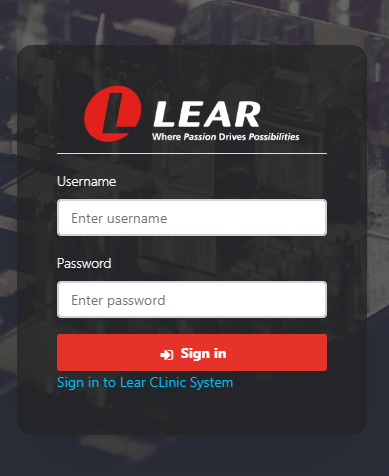 LEAR
Where Passion Drives Possibilities
Username
Enter username
Password
Enter password
Sign in
Sign in to Lear CLinic System